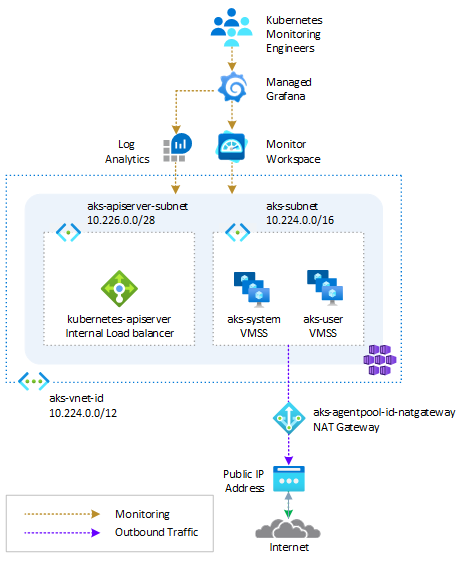 Kubernetes
Monitoring
Engineers
Managed
Grafana
Log
Analytics
Monitor
Workspace
aks-apiserver-subnet
10.226.0.0/28
aks-subnet
10.224.0.0/16
kubernetes-apiserver
Internal Load balancer
aks-system
VMSS
aks-user
VMSS
aks-vnet-id
10.224.0.0/12
aks-agentpool-id-natgateway
NAT Gateway
Public IP
Address
Monitoring
Outbound Traffic
Internet